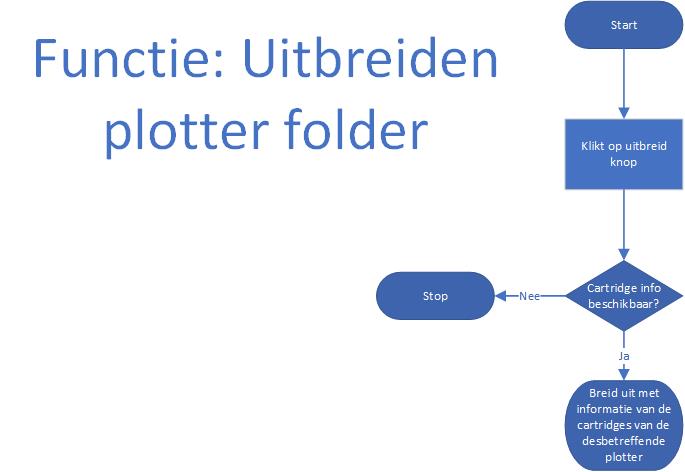 Functie: Uitbreiden
plotter folder
Start
Klikt op uitbreid
knop
Cartridge info
beschikbaar?
Nee
Stop
Ja
Breid uit met
informatie van de
cartridges van de
desbetreffende
plotter